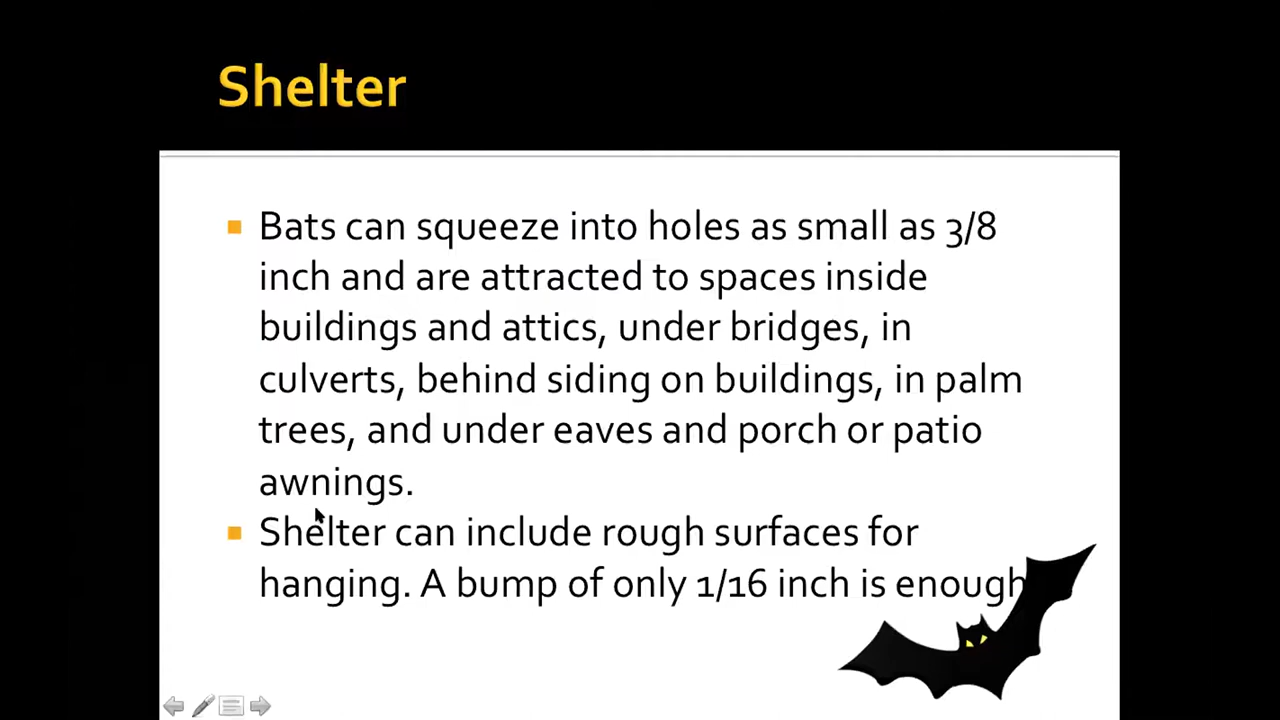 Shelter
Bats can squeeze into holes as small as 3/8
inch and are attracted to spaces inside
buildings and attics, under bridges, in
culverts, behind siding on buildings, in palm
trees, and under eaves and porch or patio
awnings.
Shelter can include rough surfaces for
hanging. A bump of only 1/16 inch is enough